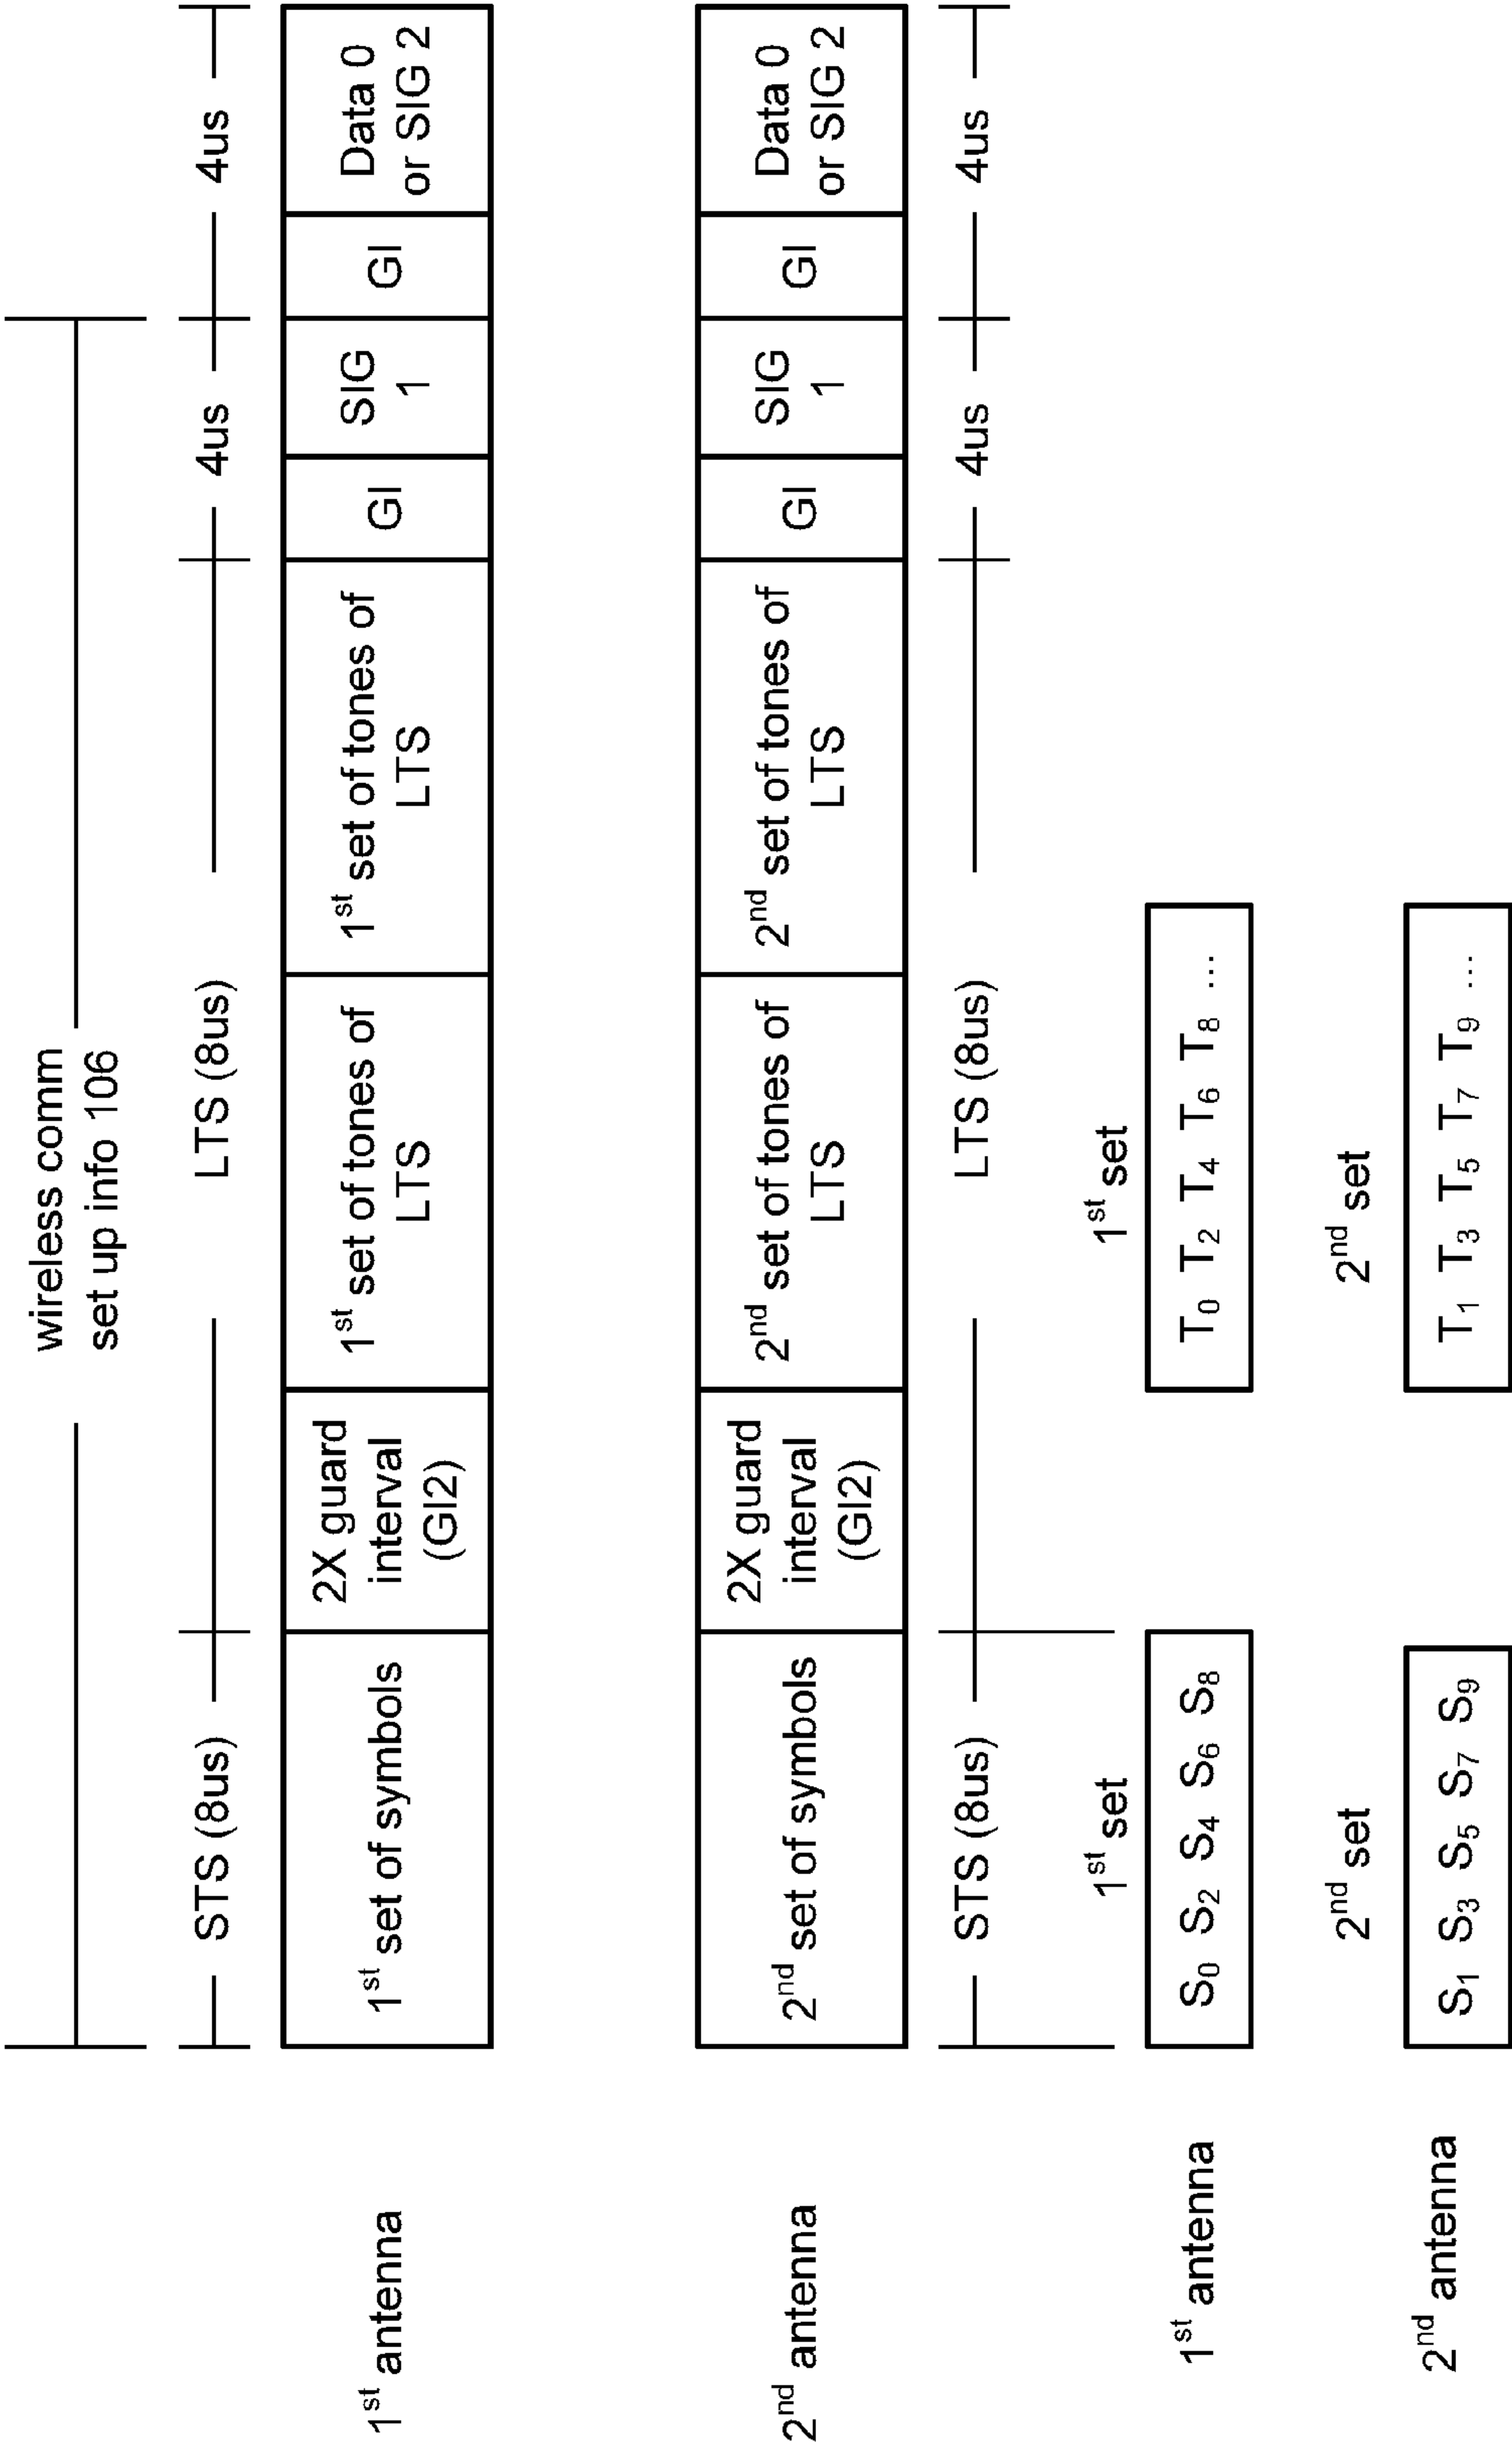 wireless comm
set up info 106
STS (8us)
LTS (8us)
4us
4us
1st antenna
1st set of symbols
2X guard
interval
(GI2)
1st set of tones of
LTS
1st set of tones of
LTS
GI
SIG
1
GI
Data 0
or SIG 2
2nd antenna
2nd set of symbols
2X guard
interval
(GI2)
2nd set of tones of
LTS
2nd set of tones of
LTS
GI
SIG
1
GI
Data 0
or SIG 2
STS (8us)
LTS (8us)
4us
4us
1st set
1st set
1st antenna
S0 S2 S4 S6 S8
T0 T2 T4 T6 T8 ...
2nd set
2nd set
2nd antenna
S1 S3 S5 S7 S9
T1 T3 T5 T7 T9 ...